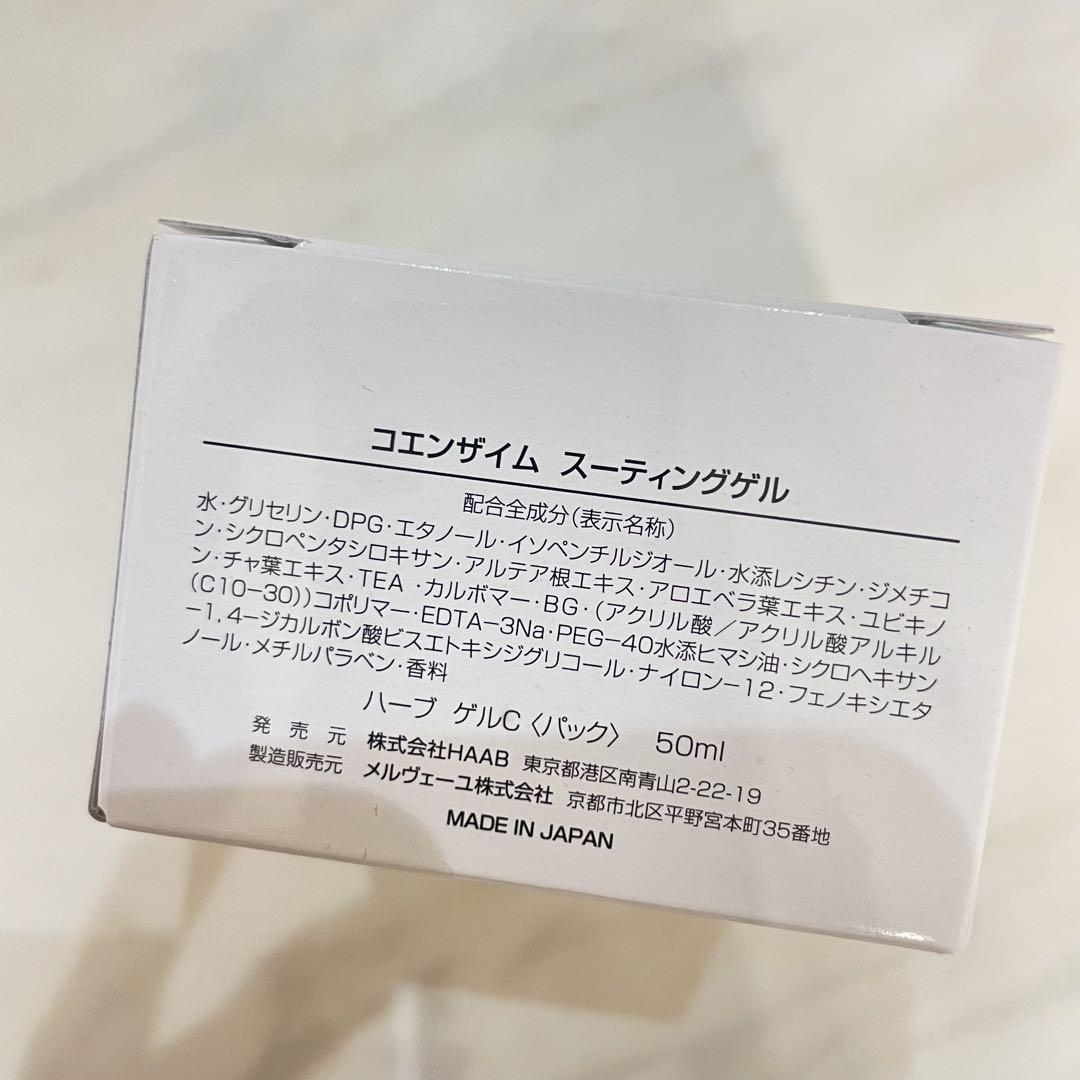 コエンザイム スーティングゲル
配合全成分(表示名称)
水・グリセリン・DPG・エタノール・イソペンチルジオール・水添レシチン・ジメチコ
ン・シクロペンタシロキサン・アルテア根エキス・アロエベラ葉エキス・ユビキノ
ン・チャ葉エキス・TEA・カルボマー・BG・(アクリル酸/アクリル酸アルキル
(C10-30))コポリマー・EDTA-3Na・PEG-40水添ヒマシ油・シクロヘキサン
-1,4-ジカルボン酸ビスエトキシジグリコール・ナイロン-12・フェノキシエタ
ノール・メチルパラベン・香料
ハーブ ゲルC〈パック〉 50ml
発売元 株式会社HAAB 東京都港区南青山2-22-19
製造販売元 メルヴェーユ株式会社 京都市北区平野宮本町35番地
MADE IN JAPAN